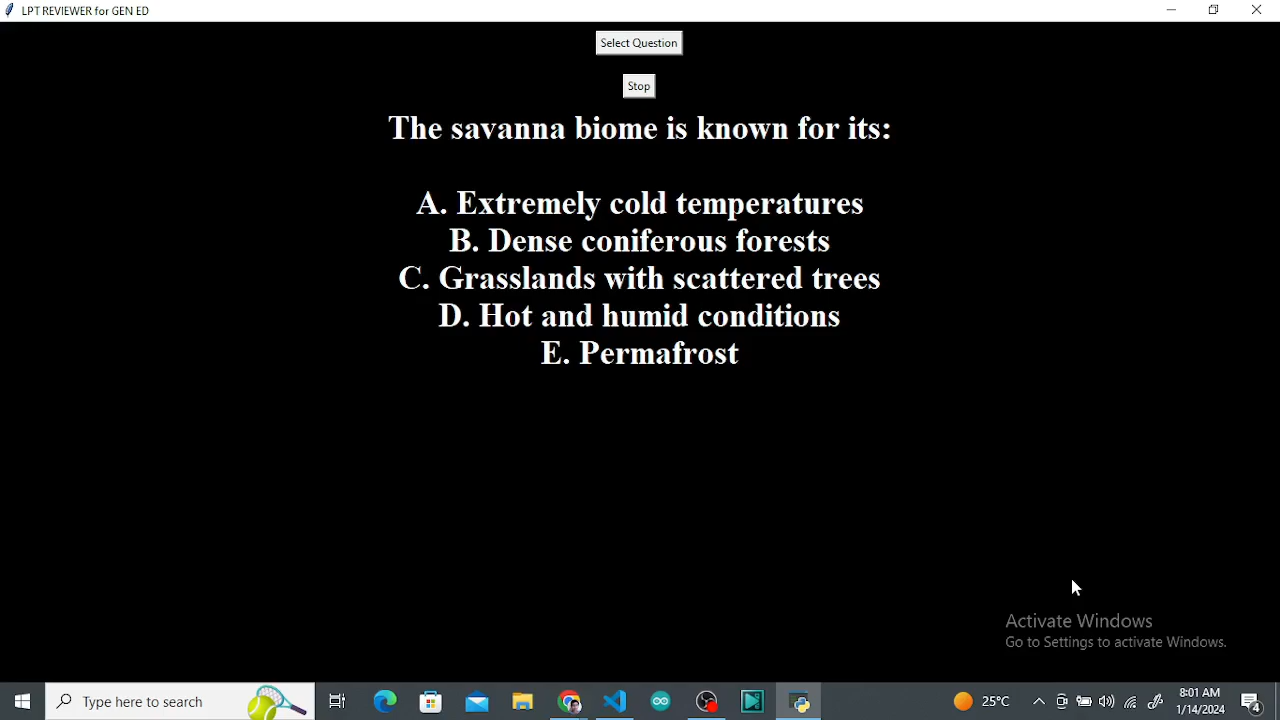 LPT REVIEWER for GEN ED
Select Question
Stop
The savanna biome is known for its:
A. Extremely cold temperatures
B. Dense coniferous forests
C. Grasslands with scattered trees
D. Hot and humid conditions
E. Permafrost
Activate Windows
Go to Settings to activate Windows.
Type here to search
25°C
8:01 AM
1/14/2024
4